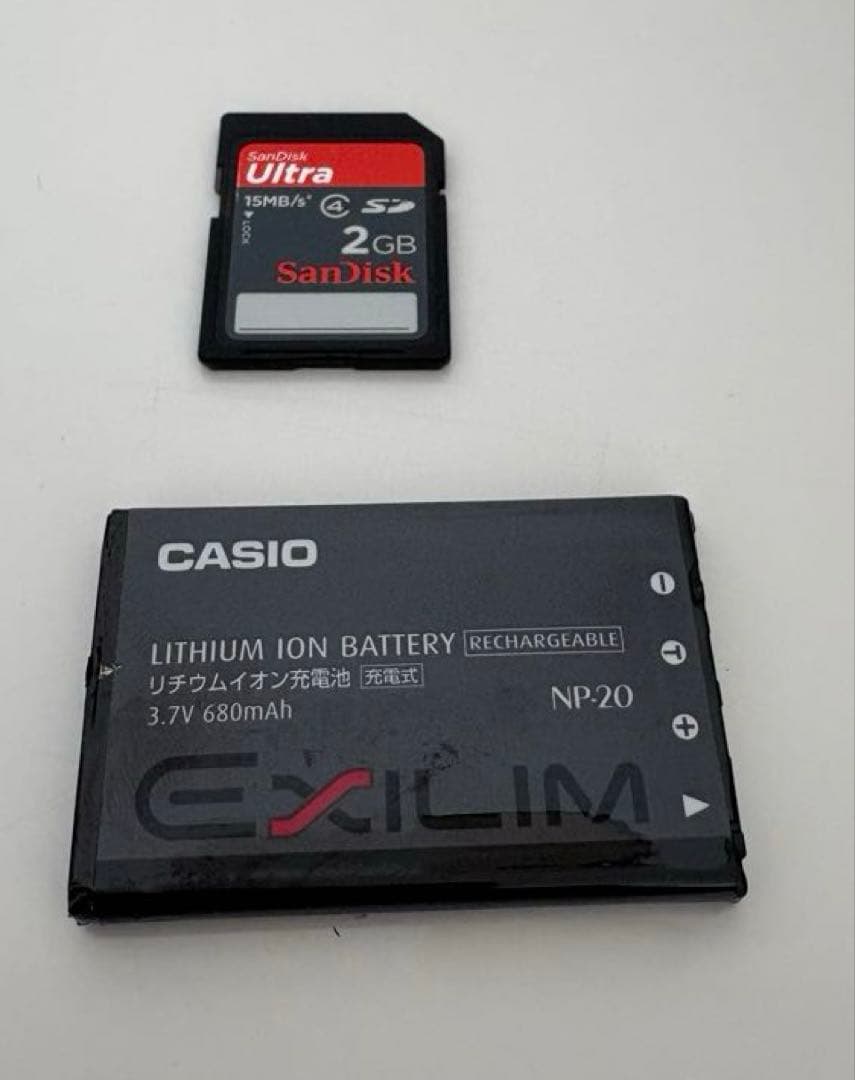 SanDisk
Ultra
15MB/s* 4 SD
▼LOCK
2GB
SanDisk
CASIO
LITHIUM ION BATTERY RECHARGEABLE
リチウムイオン充電池 充電式
3.7V 680mAh
NP-20
EXILIM
−
T
+